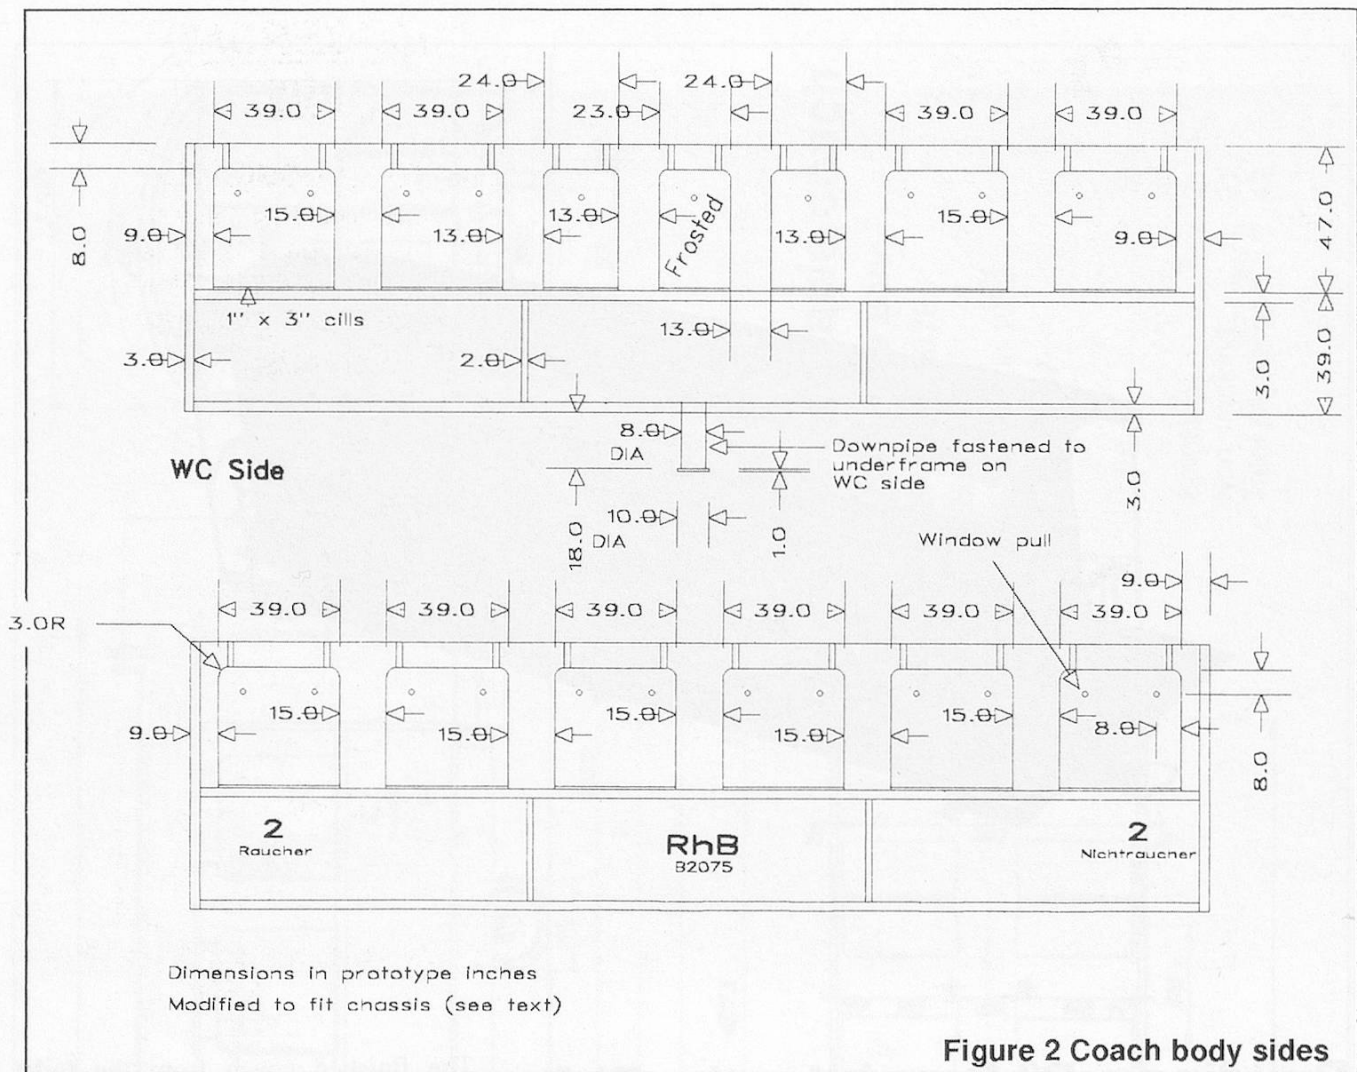 24.0 24.0
39.0 39.0 23.0 39.0 39.0
8.0 9.0 15.0 13.0 13.0 Frosted 13.0 15.0 9.0 47.0
1" x 3" cills
13.0
3.0 2.0 3.0 39.0
8.0
DIA
Downpipe fastened to
underframe on
WC side
WC Side
3.0
18.0
10.0
DIA
1.0
Window pull
9.0
39.0 39.0 39.0 39.0 39.0 39.0
3.0R
15.0 15.0 15.0
9.0 15.0 15.0 8.0
8.0
2
Raucher
RhB
B2075
2
Nichtraucher
Dimensions in prototype inches
Modified to fit chassis (see text)
Figure 2 Coach body sides